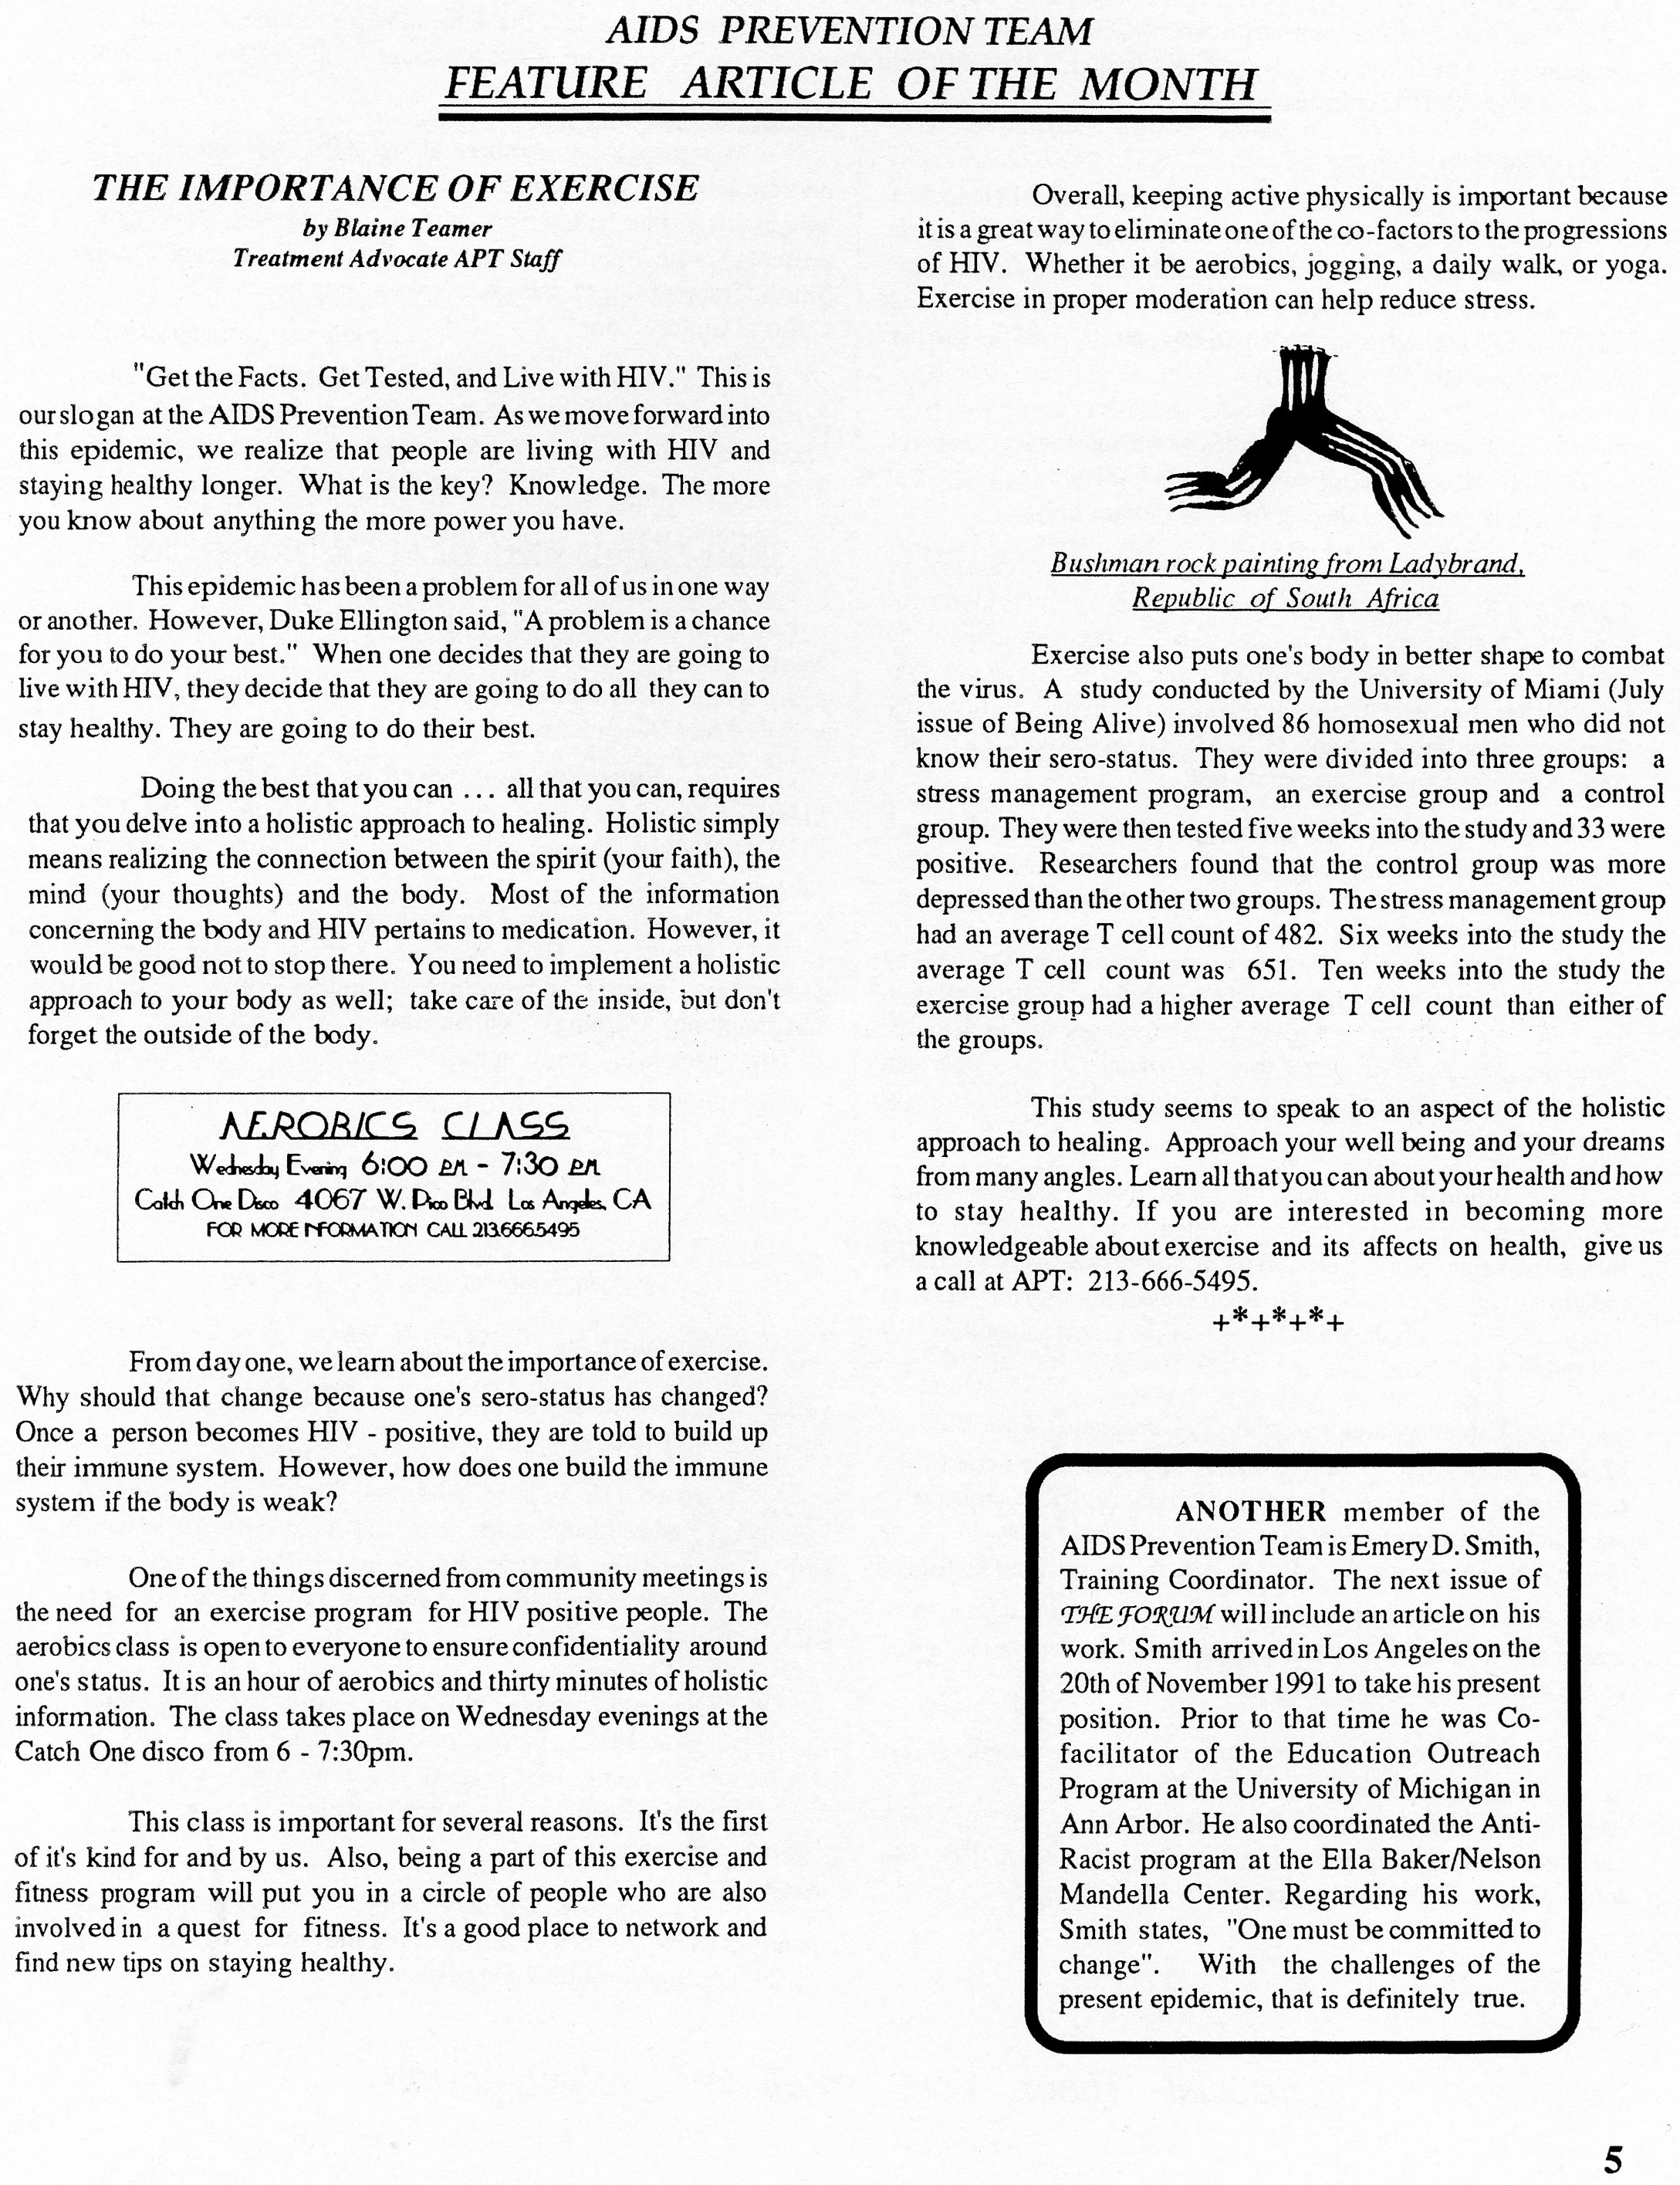 AIDS PREVENTION TEAM
FEATURE ARTICLE OF THE MONTH
THE IMPORTANCE OF EXERCISE
by Blaine Teamer
Treatment Advocate APT Staff
"Get the Facts. Get Tested, and Live with HIV." This is
our slogan at the AIDS Prevention Team. As we move forward into
this epidemic, we realize that people are living with HIV and
staying healthy longer. What is the key? Knowledge. The more
you know about anything the more power you have.
This epidemic has been a problem for all of us in one way
or another. However, Duke Ellington said, "A problem is a chance
for you to do your best." When one decides that they are going to
live with HIV, they decide that they are going to do all they can to
stay healthy. They are going to do their best.
Doing the best that you can ... all that you can, requires
that you delve into a holistic approach to healing. Holistic simply
means realizing the connection between the spirit (your faith), the
mind (your thoughts) and the body. Most of the information
concerning the body and HIV pertains to medication. However, it
would be good not to stop there. You need to implement a holistic
approach to your body as well; take care of the inside, but don't
forget the outside of the body.
AEROBICS CLASS
Wednesday Evening 6:00 PM - 7:30 PM
Catch One Disco 4067 W. Pico Blvd. Los Angeles, CA
FOR MORE INFORMATION CALL 213.666.5495
From day one, we learn about the importance of exercise.
Why should that change because one's sero-status has changed?
Once a person becomes HIV - positive, they are told to build up
their immune system. However, how does one build the immune
system if the body is weak?
One of the things discerned from community meetings is
the need for an exercise program for HIV positive people. The
aerobics class is open to everyone to ensure confidentiality around
one's status. It is an hour of aerobics and thirty minutes of holistic
information. The class takes place on Wednesday evenings at the
Catch One disco from 6 - 7:30pm.
This class is important for several reasons. It's the first
of it's kind for and by us. Also, being a part of this exercise and
fitness program will put you in a circle of people who are also
involved in a quest for fitness. It's a good place to network and
find new tips on staying healthy.
Overall, keeping active physically is important because
it is a great way to eliminate one of the co-factors to the progressions
of HIV. Whether it be aerobics, jogging, a daily walk, or yoga.
Exercise in proper moderation can help reduce stress.
Bushman rock painting from Ladybrand,
Republic of South Africa
Exercise also puts one's body in better shape to combat
the virus. A study conducted by the University of Miami (July
issue of Being Alive) involved 86 homosexual men who did not
know their sero-status. They were divided into three groups: a
stress management program, an exercise group and a control
group. They were then tested five weeks into the study and 33 were
positive. Researchers found that the control group was more
depressed than the other two groups. The stress management group
had an average T cell count of 482. Six weeks into the study the
average T cell count was 651. Ten weeks into the study the
exercise group had a higher average T cell count than either of
the groups.
This study seems to speak to an aspect of the holistic
approach to healing. Approach your well being and your dreams
from many angles. Learn all that you can about your health and how
to stay healthy. If you are interested in becoming more
knowledgeable about exercise and its affects on health, give us
a call at APT: 213-666-5495.
+*+*+*+
ANOTHER member of the
AIDS Prevention Team is Emery D. Smith,
Training Coordinator. The next issue of
THE FORUM will include an article on his
work. Smith arrived in Los Angeles on the
20th of November 1991 to take his present
position. Prior to that time he was Co-
facilitator of the Education Outreach
Program at the University of Michigan in
Ann Arbor. He also coordinated the Anti-
Racist program at the Ella Baker/Nelson
Mandella Center. Regarding his work,
Smith states, "One must be committed to
change". With the challenges of the
present epidemic, that is definitely true.
5